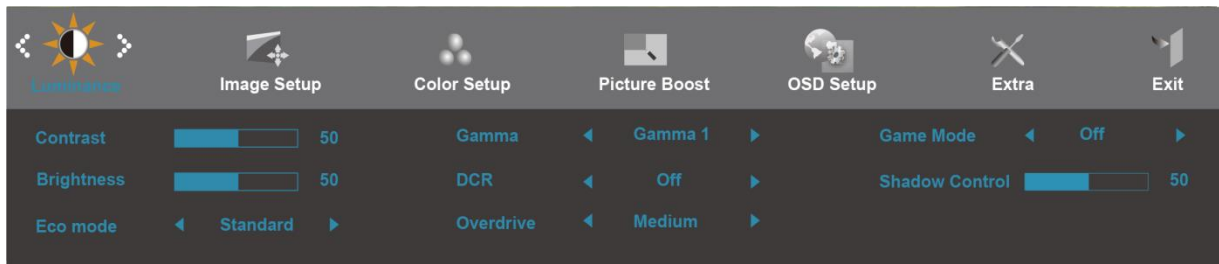 Luminance
Image Setup
Color Setup
Picture Boost
OSD Setup
Extra
Exit
Contrast 50 Gamma Gamma 1 Game Mode Off
Brightness 50 DCR Off Shadow Control 50
Eco mode Standard Overdrive Medium